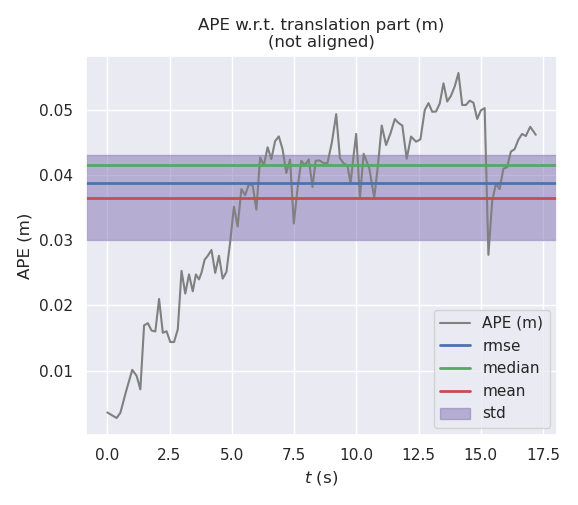 APE w.r.t. translation part (m)
(not aligned)
APE (m)
0.05
0.04
0.03
0.02
0.01
0.0
2.5
5.0
7.5
10.0
12.5
15.0
17.5
t (s)
APE (m)
rmse
median
mean
std